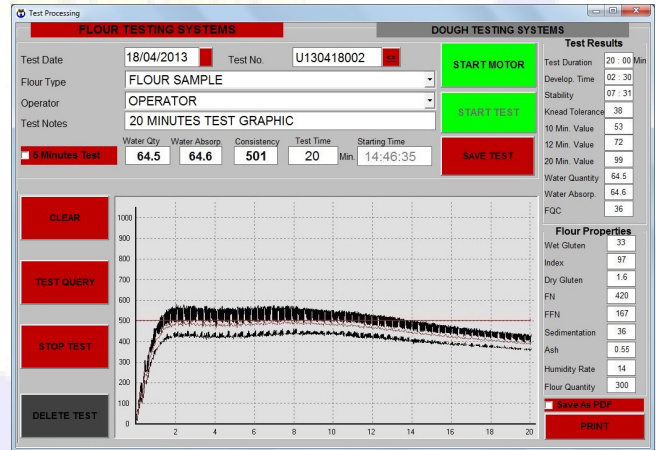 Test Processing
FLOUR TESTING SYSTEMS
DOUGH TESTING SYSTEMS
Test Date 18/04/2013 Test No. U130418002
Flour Type FLOUR SAMPLE
Operator OPERATOR
Test Notes 20 MINUTES TEST GRAPHIC
START MOTOR
START TEST
SAVE TEST
5 Minutes Test
Water Qty Water Absorp. Consistency Test Time Starting Time
64.5 64.6 501 20 Min. 14:46:35
Test Results
Test Duration 20 : 00 Min
Develop. Time 02 : 30
Stability 07 : 31
Knead Tolerance 38
10 Min. Value 53
12 Min. Value 72
20 Min. Value 99
Water Quantity 64.5
Water Absorp. 64.6
FQC 36
CLEAR
TEST QUERY
STOP TEST
DELETE TEST
1000
900
800
700
600
500
400
300
200
100
0
2 4 6 8 10 12 14 16 18 20
Flour Properties
Wet Gluten 33
Index 97
Dry Gluten 1.6
FN 420
FFN 167
Sedimentation 36
Ash 0.55
Humidity Rate 14
Flour Quantity 300
Save As PDF
PRINT